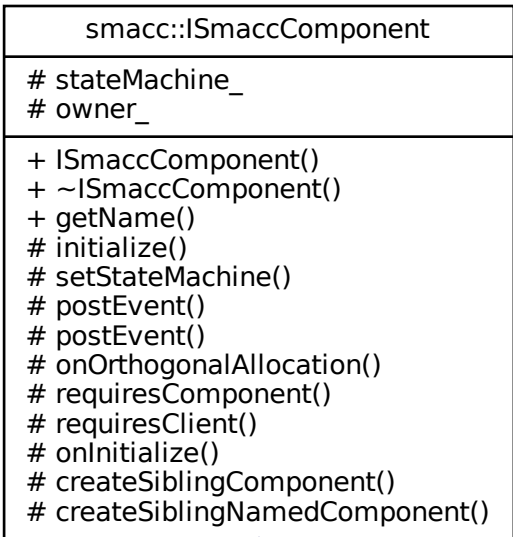 smacc::ISmaccComponent
# stateMachine_
# owner_
+ ISmaccComponent()
+ ~ISmaccComponent()
+ getName()
# initialize()
# setStateMachine()
# postEvent()
# postEvent()
# onOrthogonalAllocation()
# requiresComponent()
# requiresClient()
# onInitialize()
# createSiblingComponent()
# createSiblingNamedComponent()